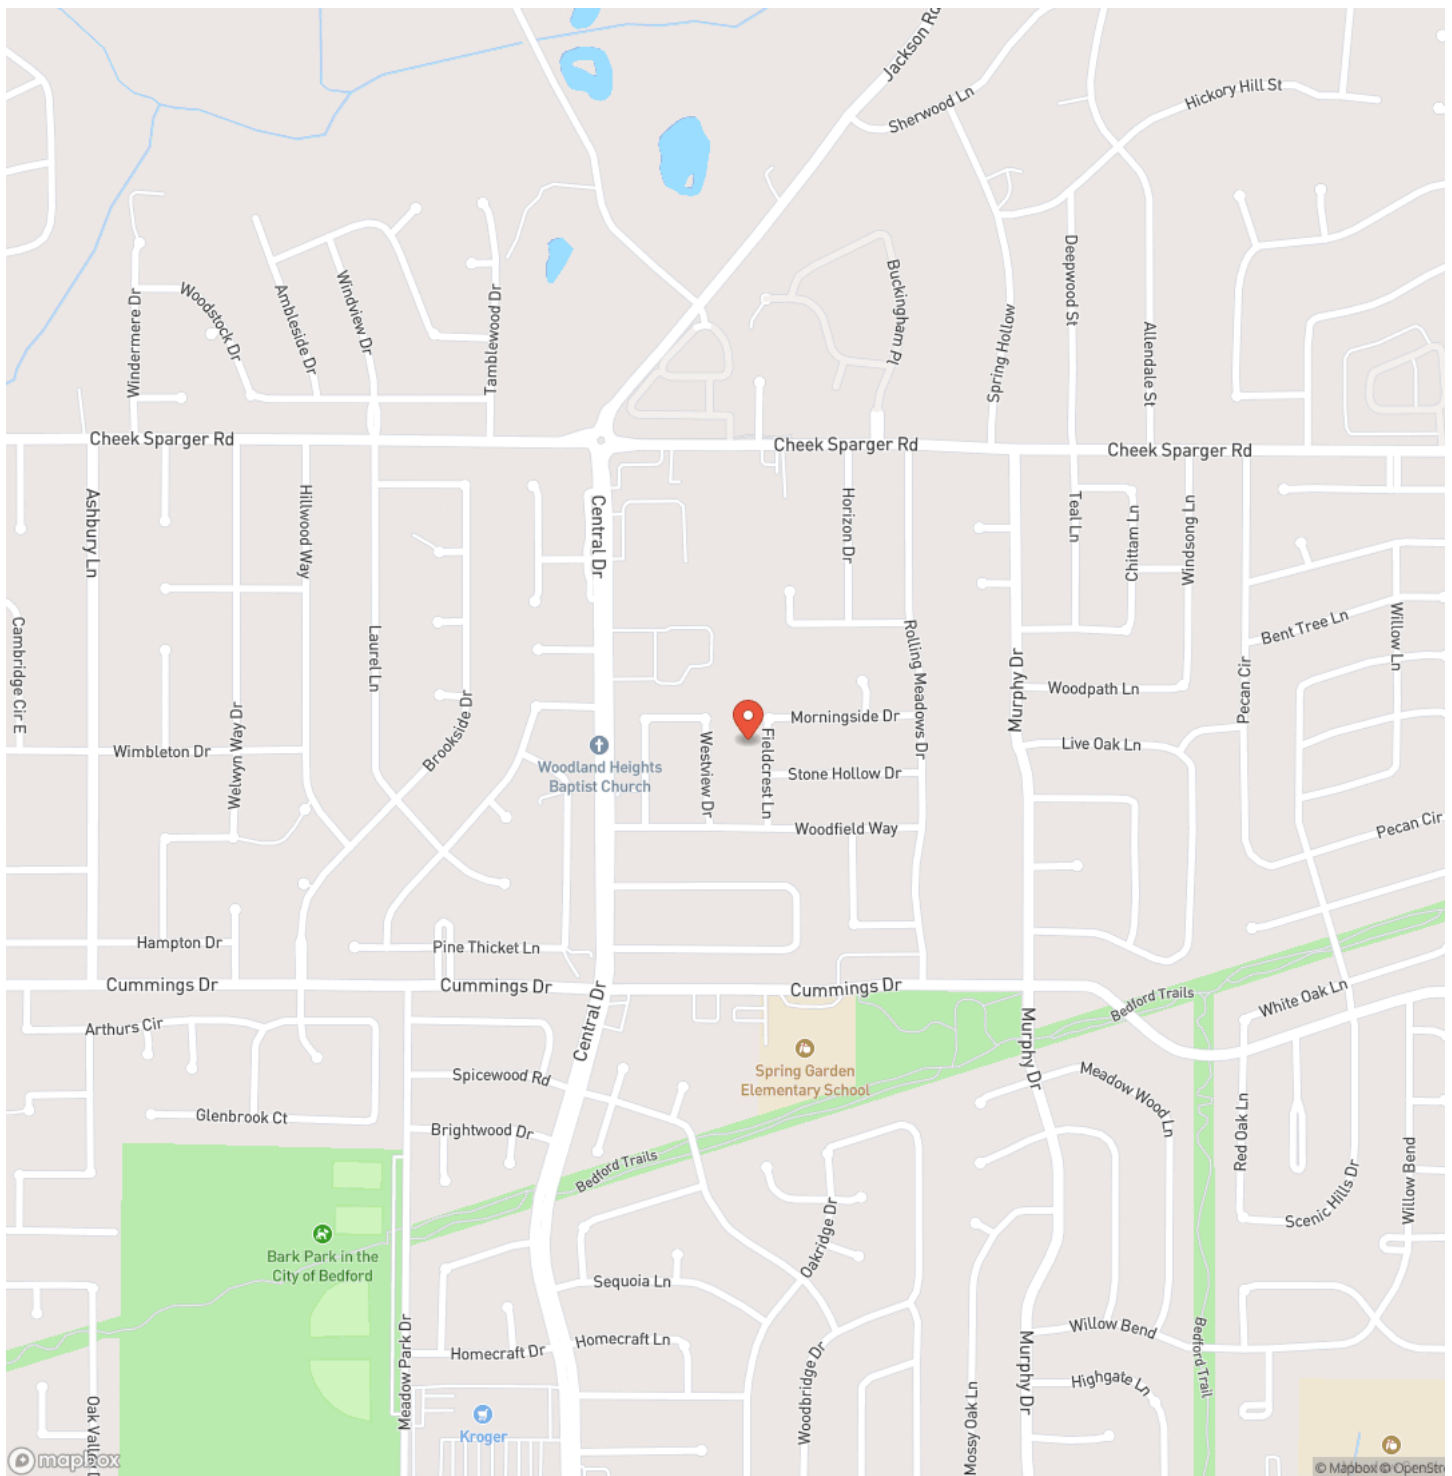 Jackson Rd
Sherwood Ln
Hickory Hill St
Windermere Dr
Woodstock Dr
Ambleside Dr
Windview Dr
Tamblewood Dr
Buckingham Pl
Spring Hollow
Deepwood St
Allendale St
Cheek Sparger Rd
Cheek Sparger Rd
Cheek Sparger Rd
Ashbury Ln
Hillwood Way
Central Dr
Horizon Dr
Teal Ln
Chittam Ln
Windsong Ln
Cambridge Cir E
Laurel Ln
Rolling Meadows Dr
Murphy Dr
Bent Tree Ln
Willow Ln
Pecan Cir
Woodpath Ln
Welwyn Way Dr
Wimbleton Dr
Brookside Dr
Woodland Heights
Baptist Church
Westview Dr
Fieldcrest Ln
Morningside Dr
Stone Hollow Dr
Live Oak Ln
Woodfield Way
Pecan Cir
Hampton Dr
Pine Thicket Ln
Cummings Dr
Cummings Dr
Cummings Dr
Central Dr
Bedford Trails
White Oak Ln
Arthurs Cir
Murphy Dr
Spring Garden
Elementary School
Spicewood Rd
Meadow Wood Ln
Glenbrook Ct
Brightwood Dr
Red Oak Ln
Bedford Trails
Scenic Hills Dr
Willow Bend
Bark Park in the
City of Bedford
Oakridge Dr
Sequoia Ln
Meadow Park Dr
Homecraft Dr
Homecraft Ln
Woodbridge Dr
Willow Bend
Murphy Dr
Bedford Trail
Highgate Ln
Mossy Oak Ln
Kroger
Oak Valley
mapbox
© Mapbox © OpenStr